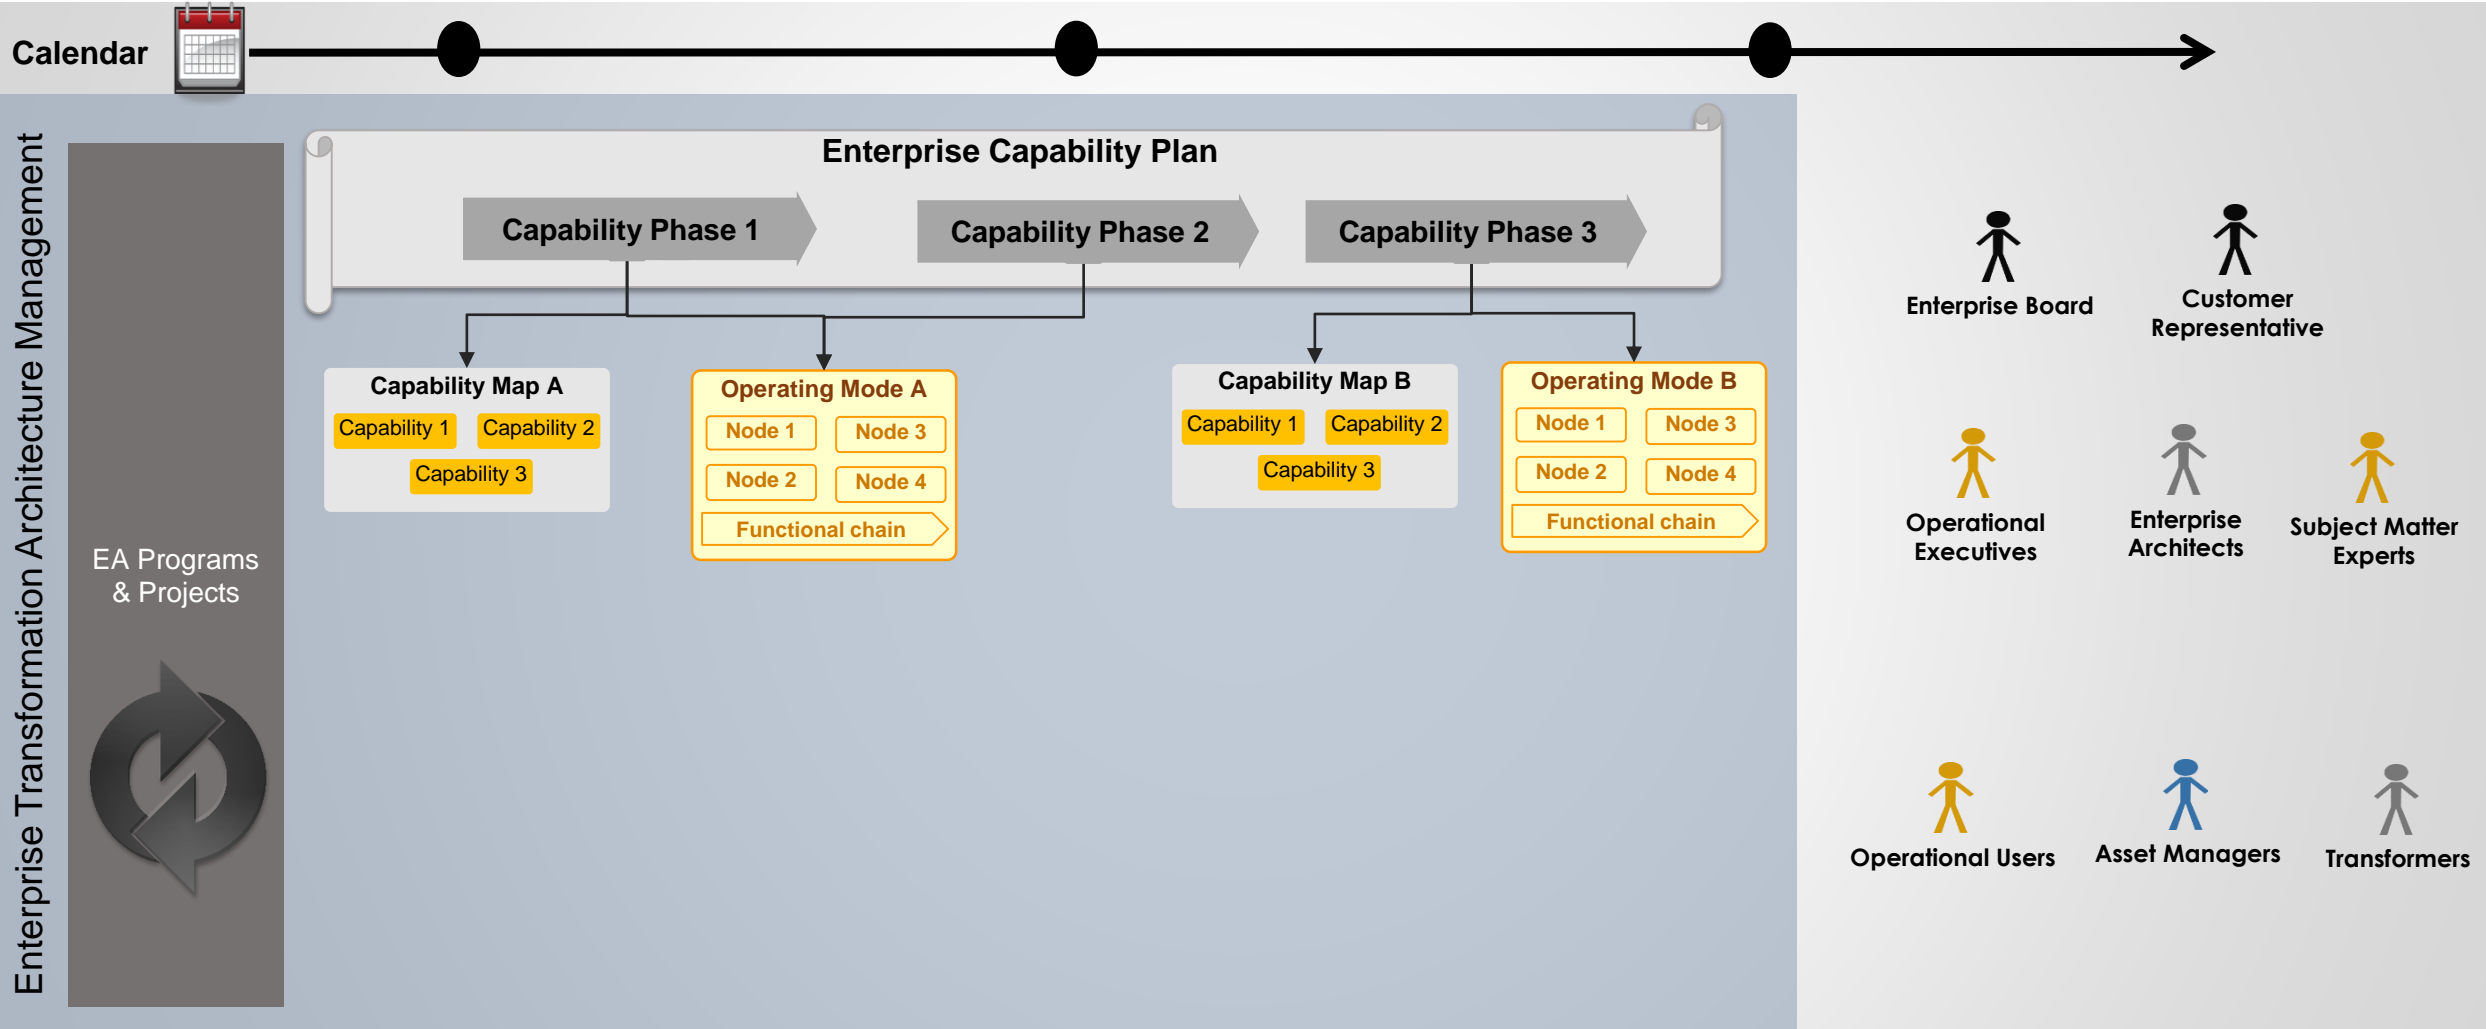 Calendar
Enterprise Transformation Architecture Management
EA Programs
& Projects
Enterprise Capability Plan
Capability Phase 1
Capability Phase 2
Capability Phase 3
Capability Map A
Capability 1
Capability 2
Capability 3
Operating Mode A
Node 1
Node 3
Node 2
Node 4
Functional chain
Capability Map B
Capability 1
Capability 2
Capability 3
Operating Mode B
Node 1
Node 3
Node 2
Node 4
Functional chain
Enterprise Board
Customer
Representative
Operational
Executives
Enterprise
Architects
Subject Matter
Experts
Operational Users
Asset Managers
Transformers